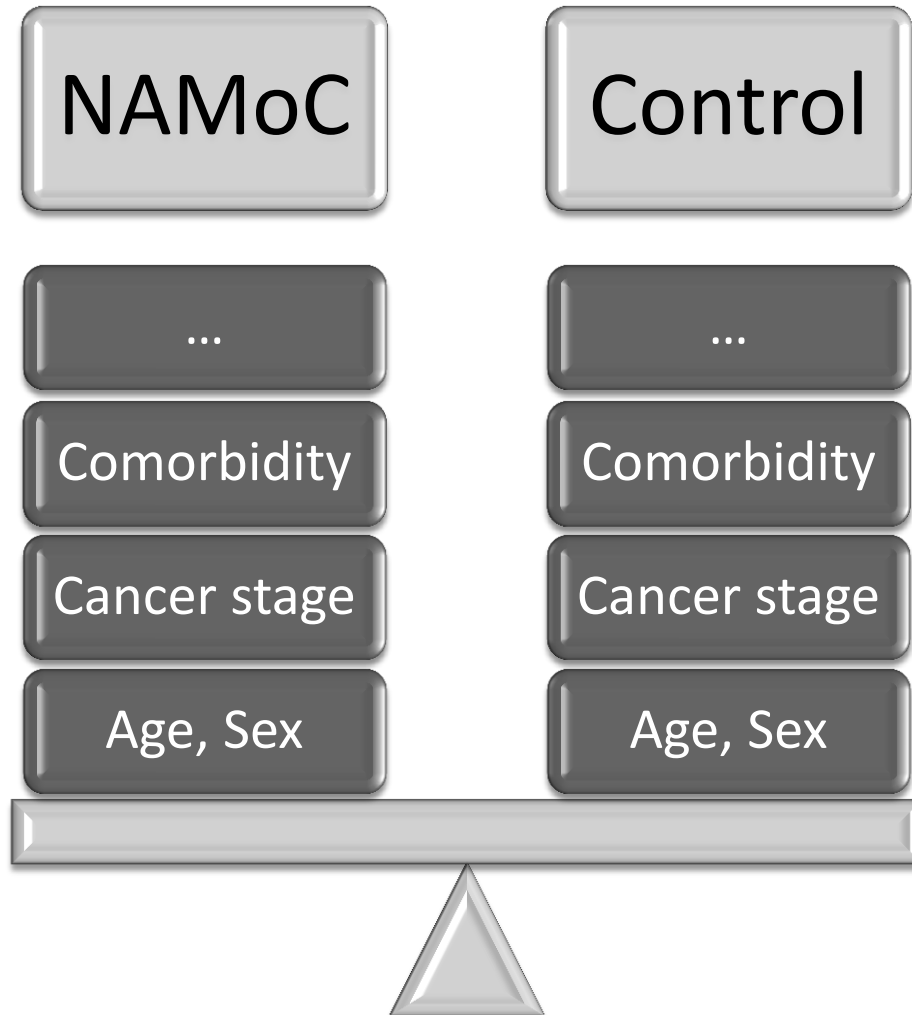 NAMoC
Control
...
...
Comorbidity
Comorbidity
Cancer stage
Cancer stage
Age, Sex
Age, Sex